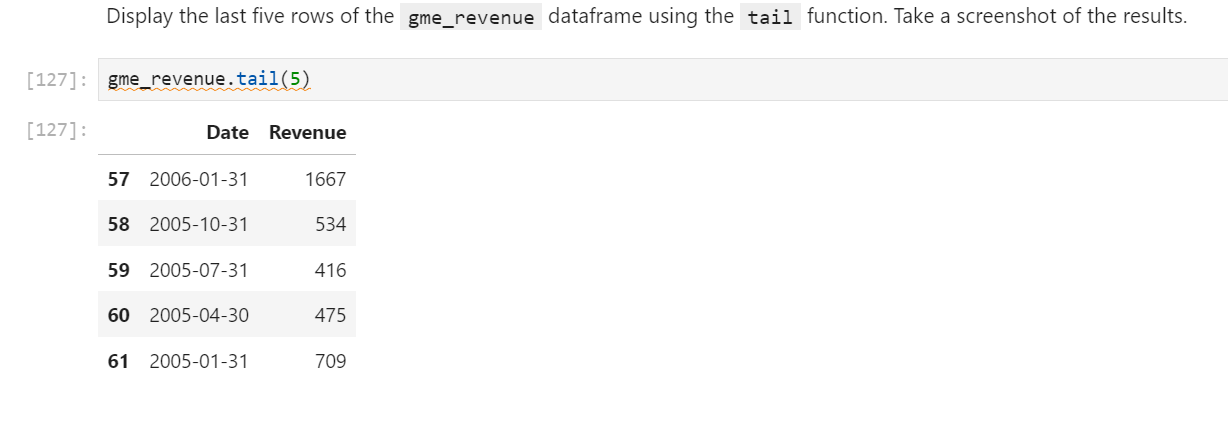 Display the last five rows of the gme_revenue dataframe using the tail function. Take a screenshot of the results.
[127]: gme_revenue.tail(5)
[127]: Date Revenue
57 2006-01-31 1667
58 2005-10-31 534
59 2005-07-31 416
60 2005-04-30 475
61 2005-01-31 709